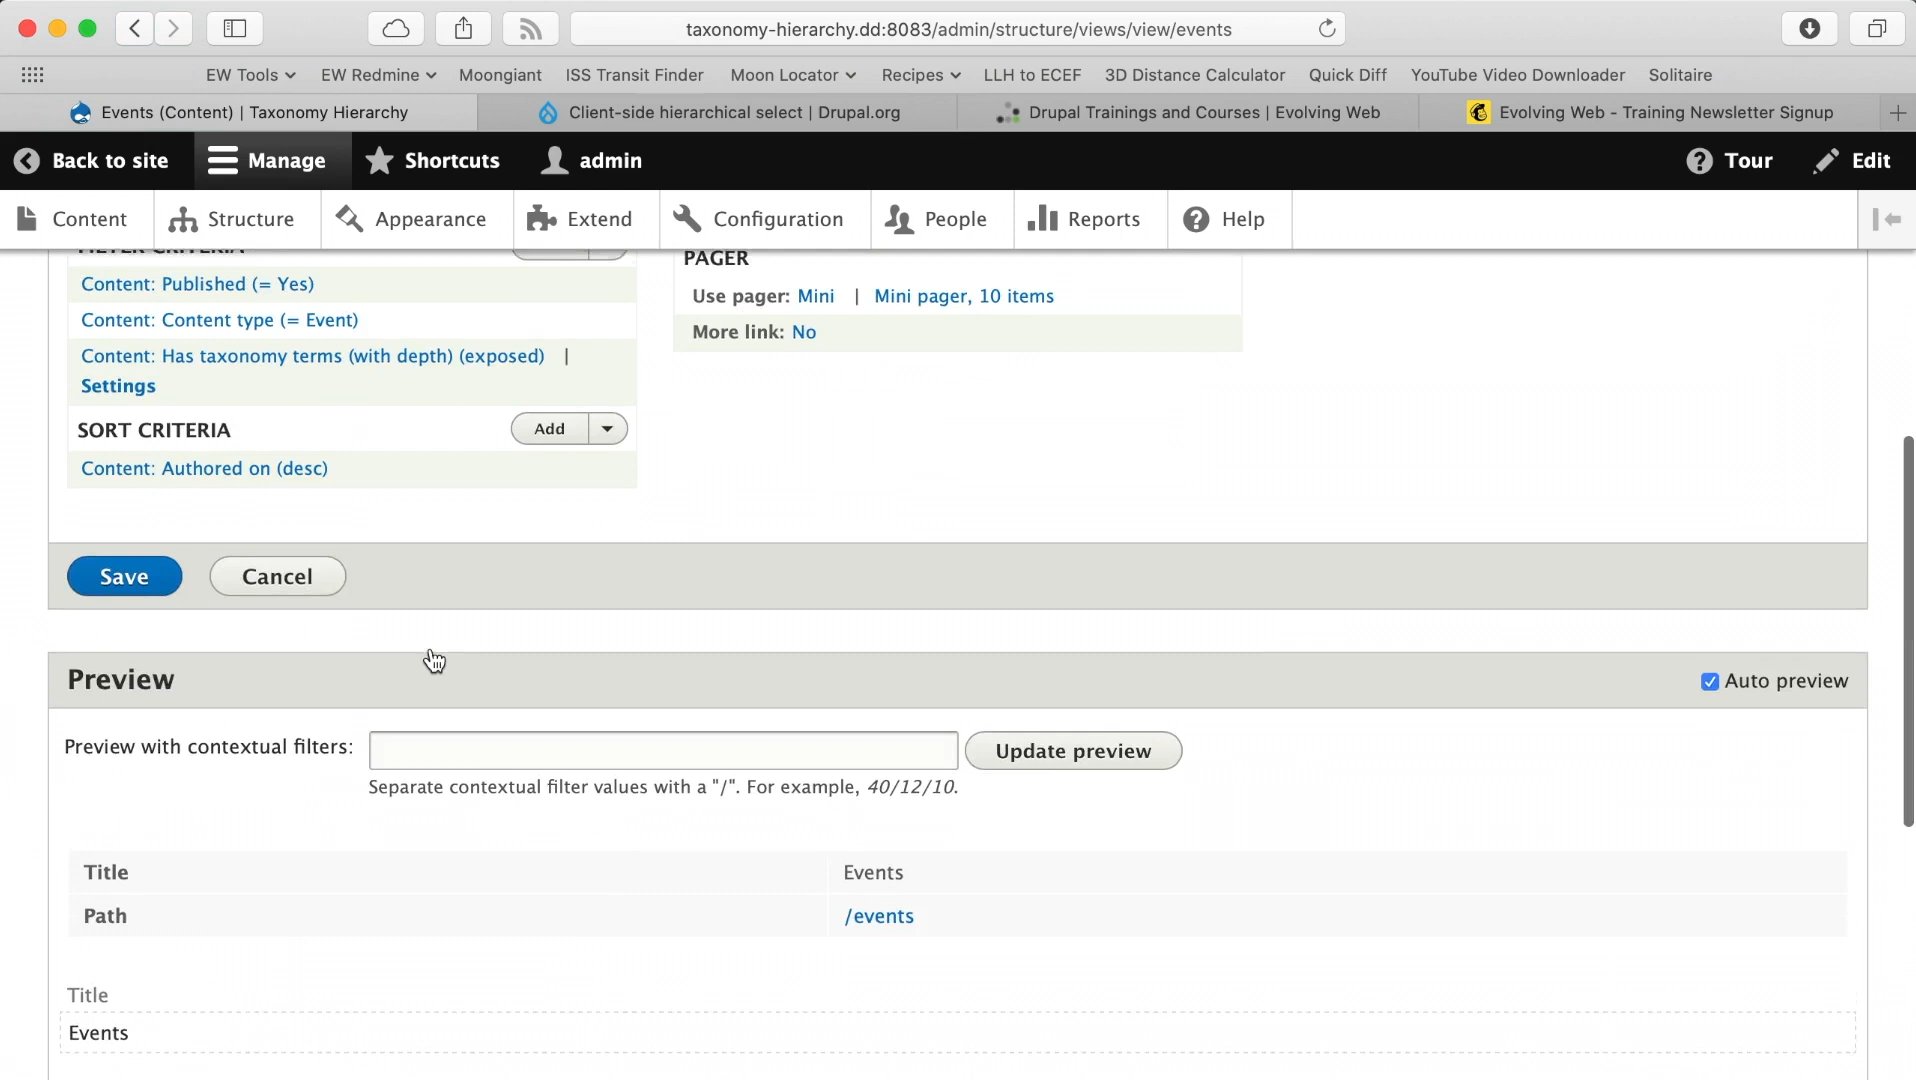 taxonomy-hierarchy.dd:8083/admin/structure/views/view/events
EW Tools EW Redmine Moongiant ISS Transit Finder Moon Locator Recipes LLH to ECEF 3D Distance Calculator Quick Diff YouTube Video Downloader Solitaire
Events (Content) | Taxonomy Hierarchy Client-side hierarchical select | Drupal.org Drupal Trainings and Courses | Evolving Web Evolving Web - Training Newsletter Signup
Back to site Manage Shortcuts admin Tour Edit
Content Structure Appearance Extend Configuration People Reports Help
FILTER CRITERIA
PAGER
Content: Published (= Yes)
Use pager: Mini | Mini pager, 10 items
Content: Content type (= Event)
More link: No
Content: Has taxonomy terms (with depth) (exposed) |
Settings
SORT CRITERIA Add
Content: Authored on (desc)
Save Cancel
Preview Auto preview
Preview with contextual filters: Update preview
Separate contextual filter values with a "/". For example, 40/12/10.
Title Events
Path /events
Title
Events